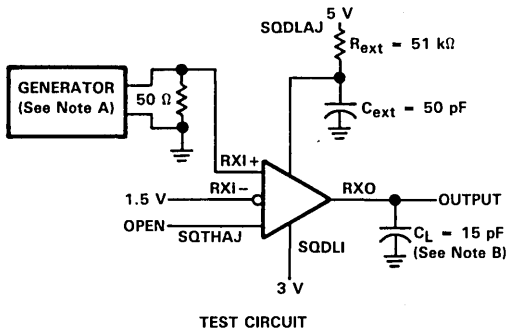 5 V
SQDLAJ
Rext = 51 kΩ
GENERATOR
(See Note A)
50 Ω
Cext = 50 pF
RXI+
RXI−
1.5 V
RXO
OUTPUT
OPEN
SQTHAJ
SQDLI
CL = 15 pF
(See Note B)
3 V
TEST CIRCUIT